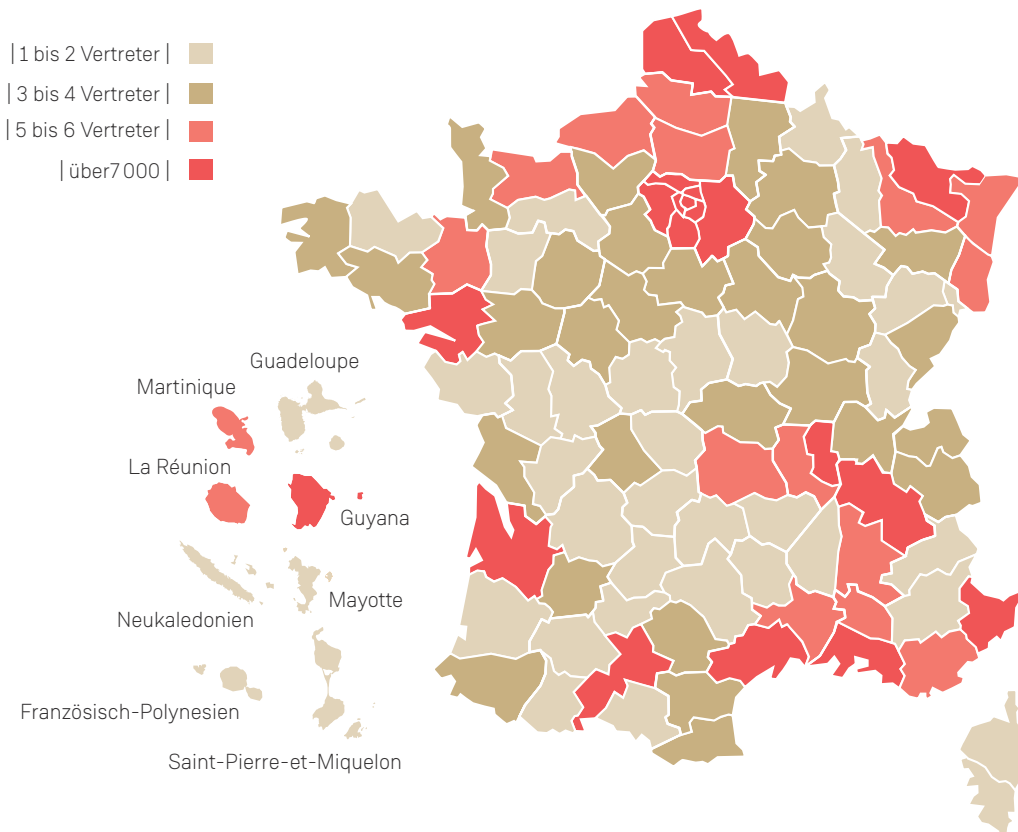 | 1 bis 2 Vertreter |
| 3 bis 4 Vertreter |
| 5 bis 6 Vertreter |
| über7 000 |
Guadeloupe
Martinique
La Réunion
Guyana
Mayotte
Neukaledonien
Französisch-Polynesien
Saint-Pierre-et-Miquelon